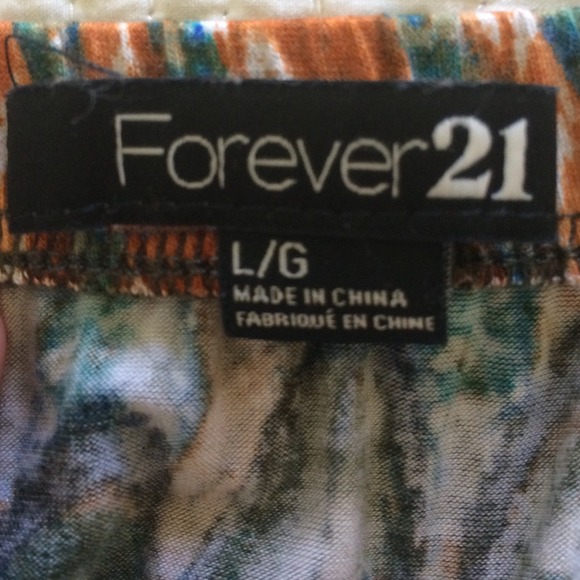 Forever21
L/G
MADE IN CHINA
FABRIQUÉ EN CHINE